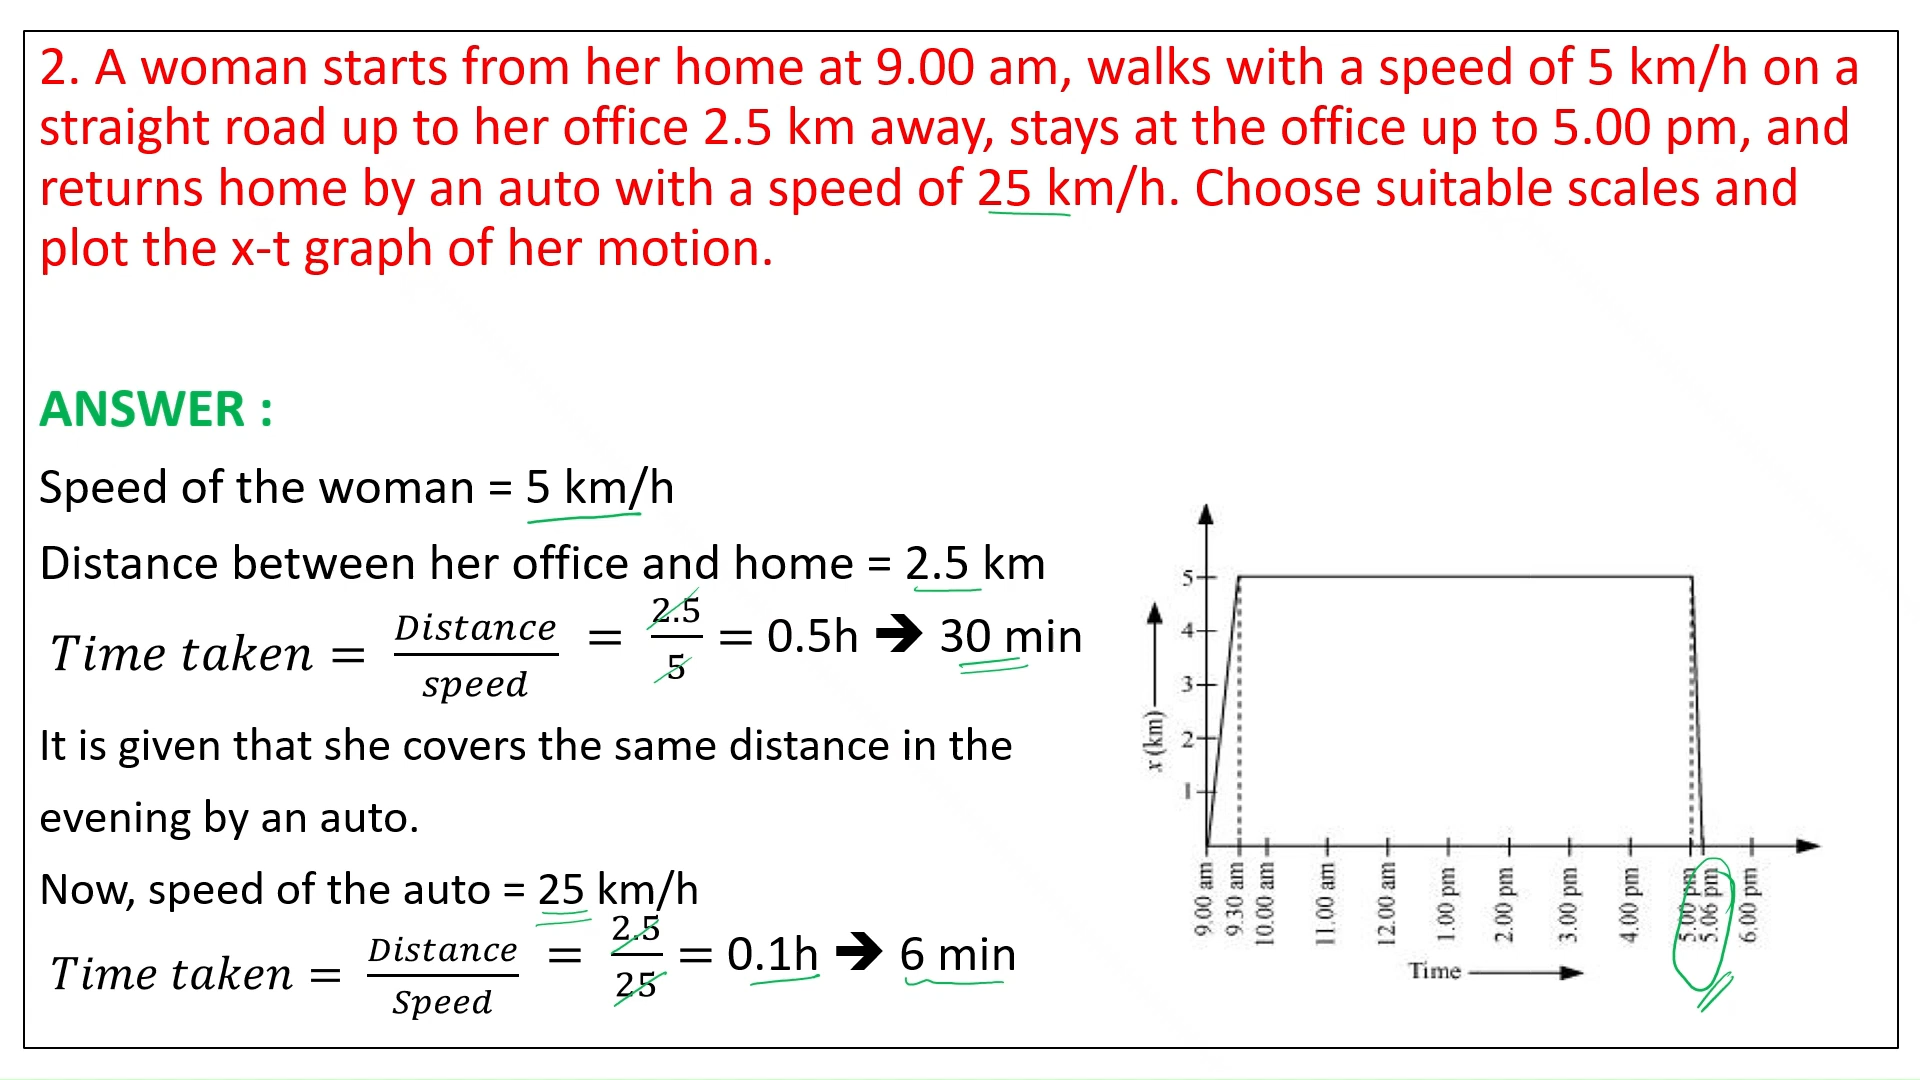 2. A woman starts from her home at 9.00 am, walks with a speed of 5 km/h on a
straight road up to her office 2.5 km away, stays at the office up to 5.00 pm, and
returns home by an auto with a speed of 25 km/h. Choose suitable scales and
plot the x-t graph of her motion.
ANSWER :
Speed of the woman = 5 km/h
Distance between her office and home = 2.5 km
Time taken = Distance/speed = 2.5/5 = 0.5h ➔ 30 min
It is given that she covers the same distance in the
evening by an auto.
Now, speed of the auto = 25 km/h
Time taken = Distance/Speed = 2.5/25 = 0.1h ➔ 6 min
5
4
3
2
1
x (km)
9.00 am
9.30 am
10.00 am
11.00 am
12.00 am
1.00 pm
2.00 pm
3.00 pm
4.00 pm
5.00 pm
5.06 pm
6.00 pm
Time